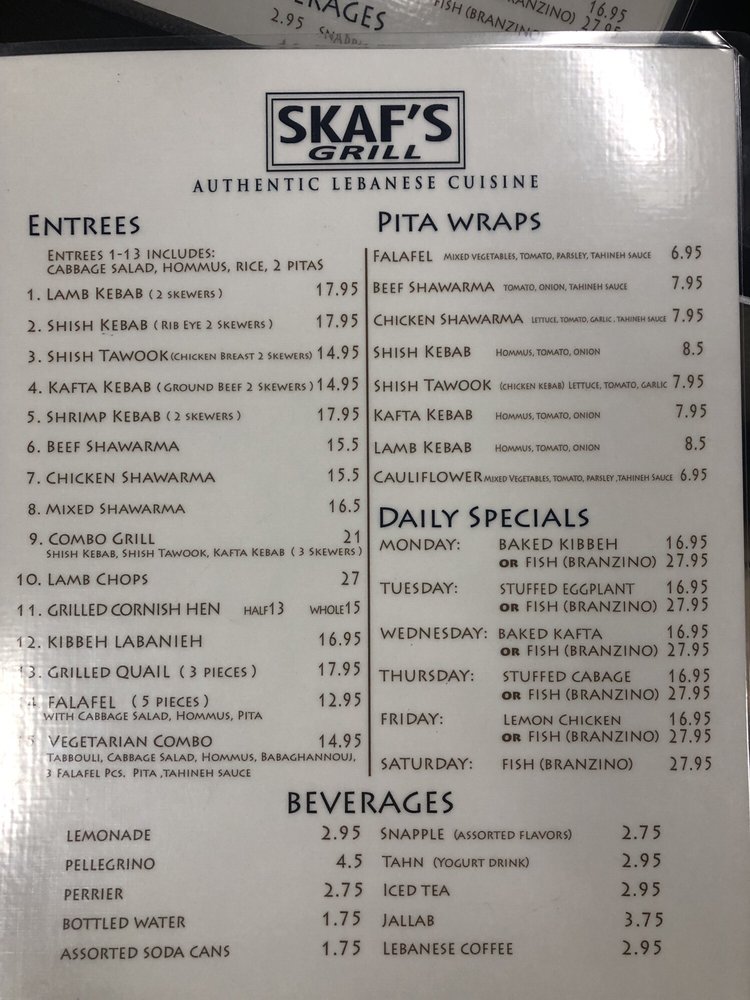 ERAGES
2.95
FISH (BRANZINO)
16.95
27.95
SKAF'S
GRILL
AUTHENTIC LEBANESE CUISINE
ENTREES
ENTREES 1-13 INCLUDES:
CABBAGE SALAD, HOMMUS, RICE, 2 PITAS
1. LAMB KEBAB (2 SKEWERS) 17.95
2. SHISH KEBAB (RIB EYE 2 SKEWERS) 17.95
3. SHISH TAWOOK (CHICKEN BREAST 2 SKEWERS) 14.95
4. KAFTA KEBAB (GROUND BEEF 2 SKEWERS) 14.95
5. SHRIMP KEBAB (2 SKEWERS) 17.95
6. BEEF SHAWARMA 15.5
7. CHICKEN SHAWARMA 15.5
8. MIXED SHAWARMA 16.5
9. COMBO GRILL 21
SHISH KEBAB, SHISH TAWOOK, KAFTA KEBAB (3 SKEWERS)
10. LAMB CHOPS 27
11. GRILLED CORNISH HEN HALF13 WHOLE15
12. KIBBEH LABANIEH 16.95
13. GRILLED QUAIL (3 PIECES) 17.95
14. FALAFEL (5 PIECES) 12.95
WITH CABBAGE SALAD, HOMMUS, PITA
15 VEGETARIAN COMBO 14.95
TABBOULI, CABBAGE SALAD, HOMMUS, BABAGHANNOUJ,
3 FALAFEL PCS. PITA ,TAHINEH SAUCE
PITA WRAPS
FALAFEL MIXED VEGETABLES, TOMATO, PARSLEY, TAHINEH SAUCE 6.95
BEEF SHAWARMA TOMATO, ONION, TAHINEH SAUCE 7.95
CHICKEN SHAWARMA LETTUCE, TOMATO, GARLIC , TAHINEH SAUCE 7.95
SHISH KEBAB HOMMUS, TOMATO, ONION 8.5
SHISH TAWOOK (CHICKEN KEBAB) LETTUCE, TOMATO, GARLIC 7.95
KAFTA KEBAB HOMMUS, TOMATO, ONION 7.95
LAMB KEBAB HOMMUS, TOMATO, ONION 8.5
CAULIFLOWER MIXED VEGETABLES, TOMATO, PARSLEY ,TAHINEH SAUCE 6.95
DAILY SPECIALS
MONDAY: BAKED KIBBEH 16.95
OR FISH (BRANZINO) 27.95
TUESDAY: STUFFED EGGPLANT 16.95
OR FISH (BRANZINO) 27.95
WEDNESDAY: BAKED KAFTA 16.95
OR FISH (BRANZINO) 27.95
THURSDAY: STUFFED CABAGE 16.95
OR FISH (BRANZINO) 27.95
FRIDAY: LEMON CHICKEN 16.95
OR FISH (BRANZINO) 27.95
SATURDAY: FISH (BRANZINO) 27.95
BEVERAGES
LEMONADE 2.95
PELLEGRINO 4.5
PERRIER 2.75
BOTTLED WATER 1.75
ASSORTED SODA CANS 1.75
SNAPPLE (ASSORTED FLAVORS) 2.75
TAHN (YOGURT DRINK) 2.95
ICED TEA 2.95
JALLAB 3.75
LEBANESE COFFEE 2.95